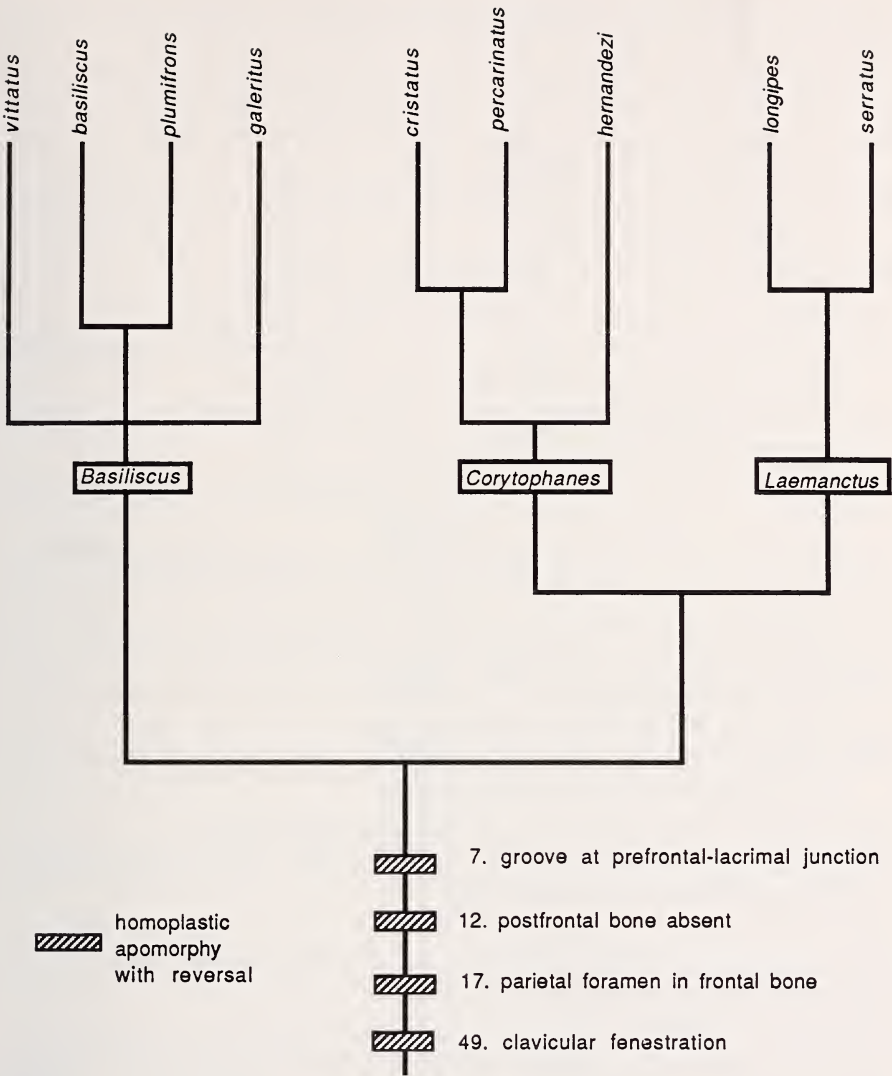 vittatus
basiliscus
plumifrons
galeritus
cristatus
percarinatus
hernandezi
longipes
serratus
Basiliscus
Corytophanes
Laemanctus
7. groove at prefrontal-lacrimal junction
12. postfrontal bone absent
17. parietal foramen in frontal bone
49. clavicular fenestration
homoplastic
apomorphy
with reversal